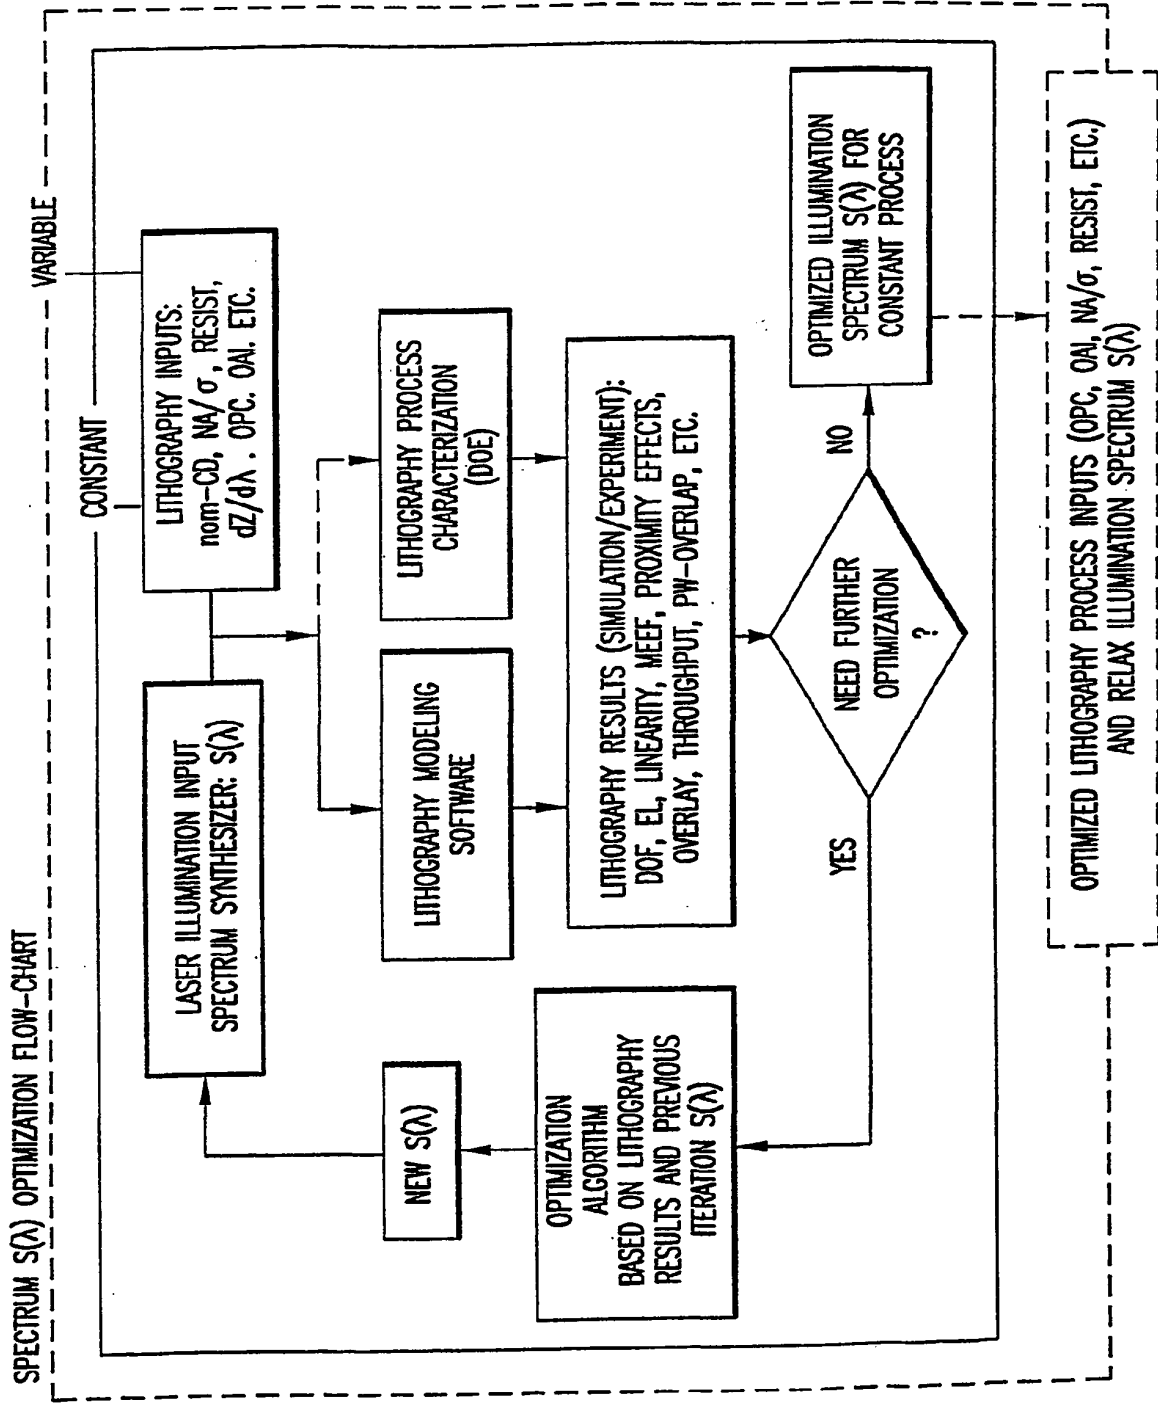 SPECTRUM S(λ) OPTIMIZATION FLOW-CHART
VARIABLE
CONSTANT
LASER ILLUMINATION INPUT
SPECTRUM SYNTHESIZER: S(λ)
LITHOGRAPHY INPUTS:
nom-CD, NA/σ, RESIST,
dZ/dλ. OPC. OAI. ETC.
NEW S(λ)
LITHOGRAPHY MODELING
SOFTWARE
LITHOGRAPHY PROCESS
CHARACTERIZATION
(DOE)
OPTIMIZATION
ALGORITHM
BASED ON LITHOGRAPHY
RESULTS AND PREVIOUS
ITERATION S(λ)
LITHOGRAPHY RESULTS (SIMULATION/EXPERIMENT):
DOF, EL, LINEARITY, MEEF, PROXIMITY EFFECTS,
OVERLAY, THROUGHPUT, PW-OVERLAP, ETC.
YES
NEED FURTHER
OPTIMIZATION
?
NO
OPTIMIZED ILLUMINATION
SPECTRUM S(λ) FOR
CONSTANT PROCESS
OPTIMIZED LITHOGRAPHY PROCESS INPUTS (OPC, OAI, NA/σ, RESIST, ETC.)
AND RELAX ILLUMINATION SPECTRUM S(λ)